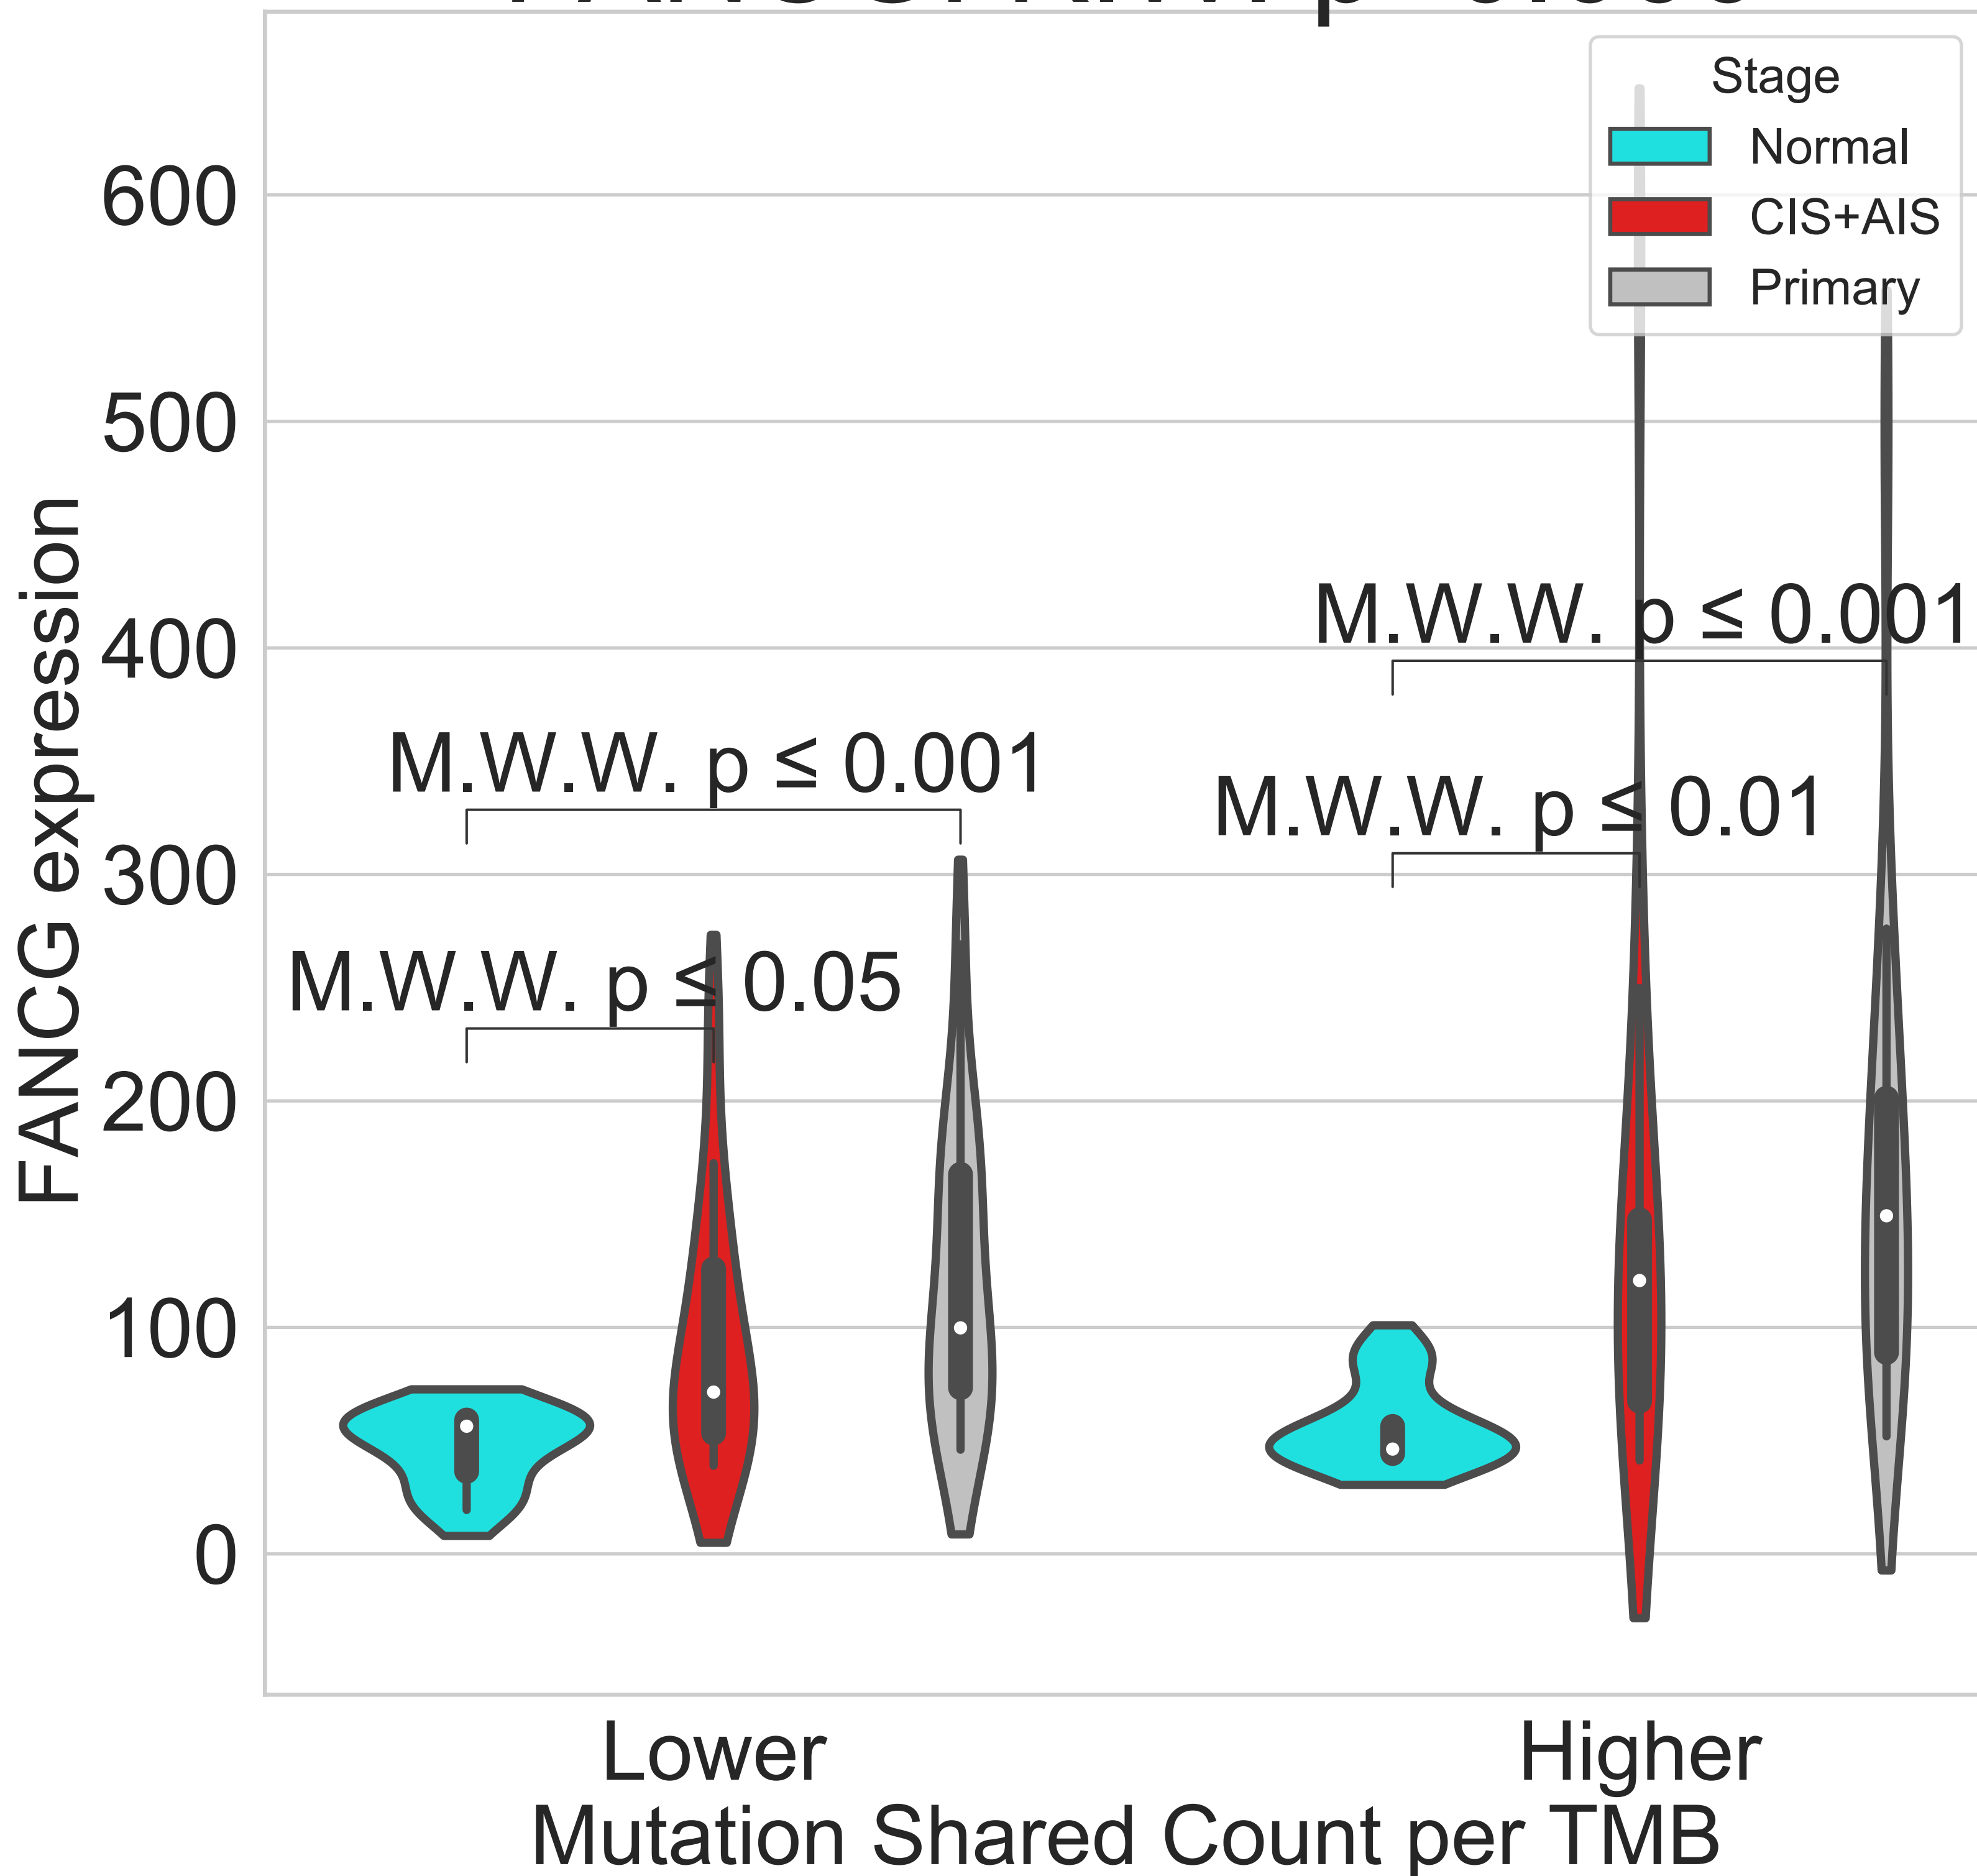 Stage
Normal
CIS+AIS
Primary
600
500
400
300
200
100
0
FANCG expression
M.W.W. p ≤ 0.001
M.W.W. p ≤ 0.001
M.W.W. p ≤ 0.01
M.W.W. p ≤ 0.05
Lower
Higher
Mutation Shared Count per TMB